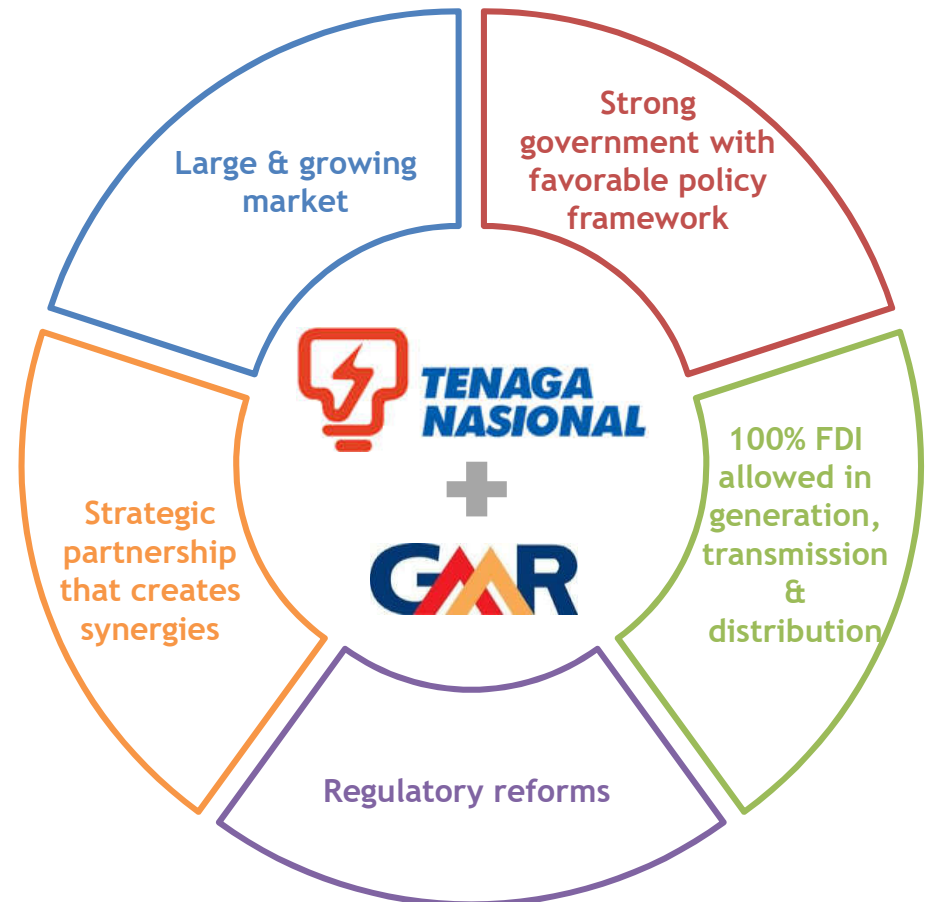 Large & growing
market
Strong
government with
favorable policy
framework
TENAGA
NASIONAL
GMR
100% FDI
allowed in
generation,
transmission
&
distribution
Strategic
partnership
that creates
synergies
Regulatory reforms